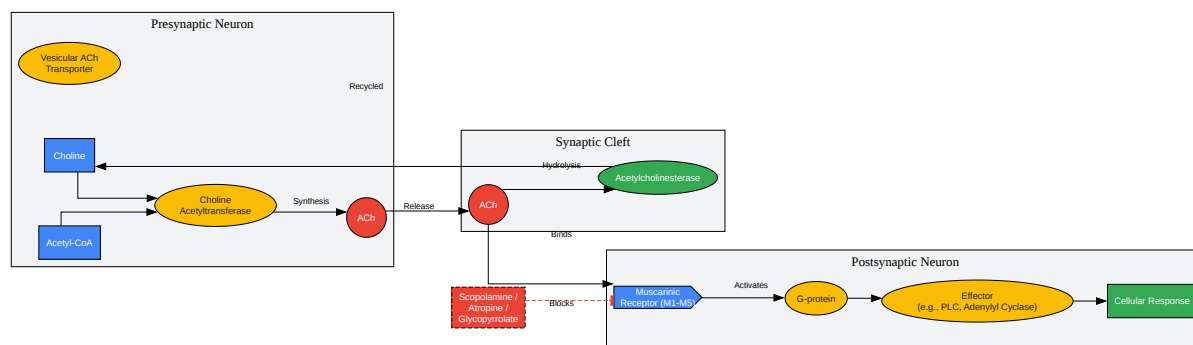 Presynaptic Neuron
Vesicular ACh
Transporter
Recycled
Choline
Choline
Acetyltransferase
Synthesis
ACh
Acetyl-CoA
Release
Synaptic Cleft
Hydrolysis
Acetylcholinesterase
ACh
Binds
Postsynaptic Neuron
Scopolamine /
Atropine /
Glycopyrrolate
Blocks
Muscarinic
Receptor (M1-M5)
Activates
G-protein
Effector
(e.g., PLC, Adenylyl Cyclase)
Cellular Response